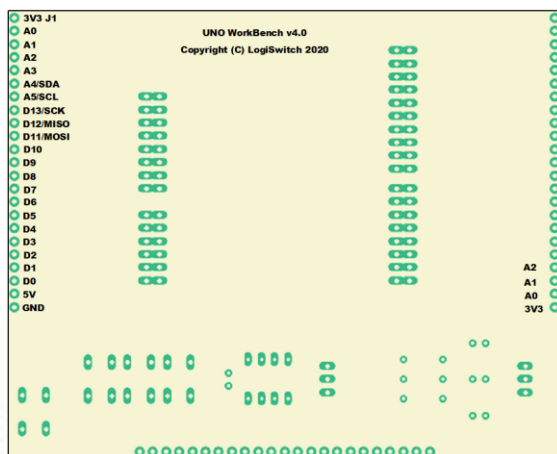 UNO WorkBench v4.0
Copyright (C) LogiSwitch 2020
3V3 J1
A0
A1
A2
A3
A4/SDA
A5/SCL
D13/SCK
D12/MISO
D11/MOSI
D10
D9
D8
D7
D6
D5
D4
D3
D2
D1
D0
5V
GND
A2
A1
A0
3V3